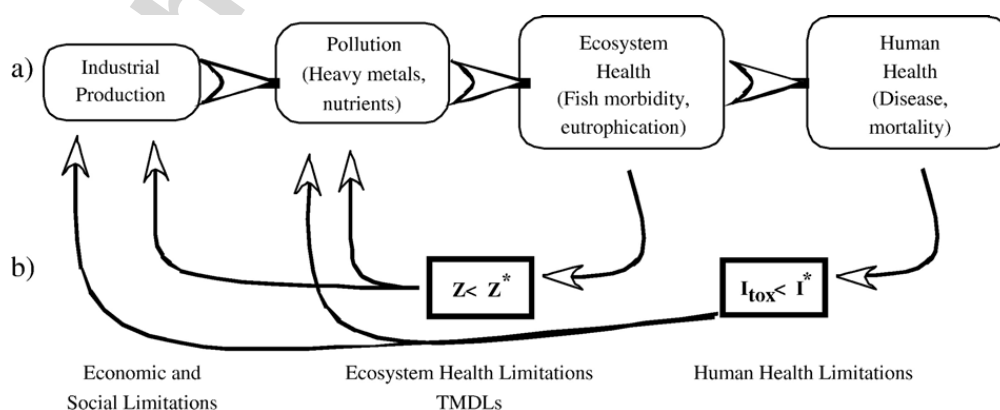 a)
Industrial
Production
Pollution
(Heavy metals,
nutrients)
Ecosystem
Health
(Fish morbidity,
eutrophication)
Human
Health
(Disease,
mortality)
b)
Z< Z*
I_tox< I*
Economic and
Social Limitations
Ecosystem Health Limitations
TMDLs
Human Health Limitations